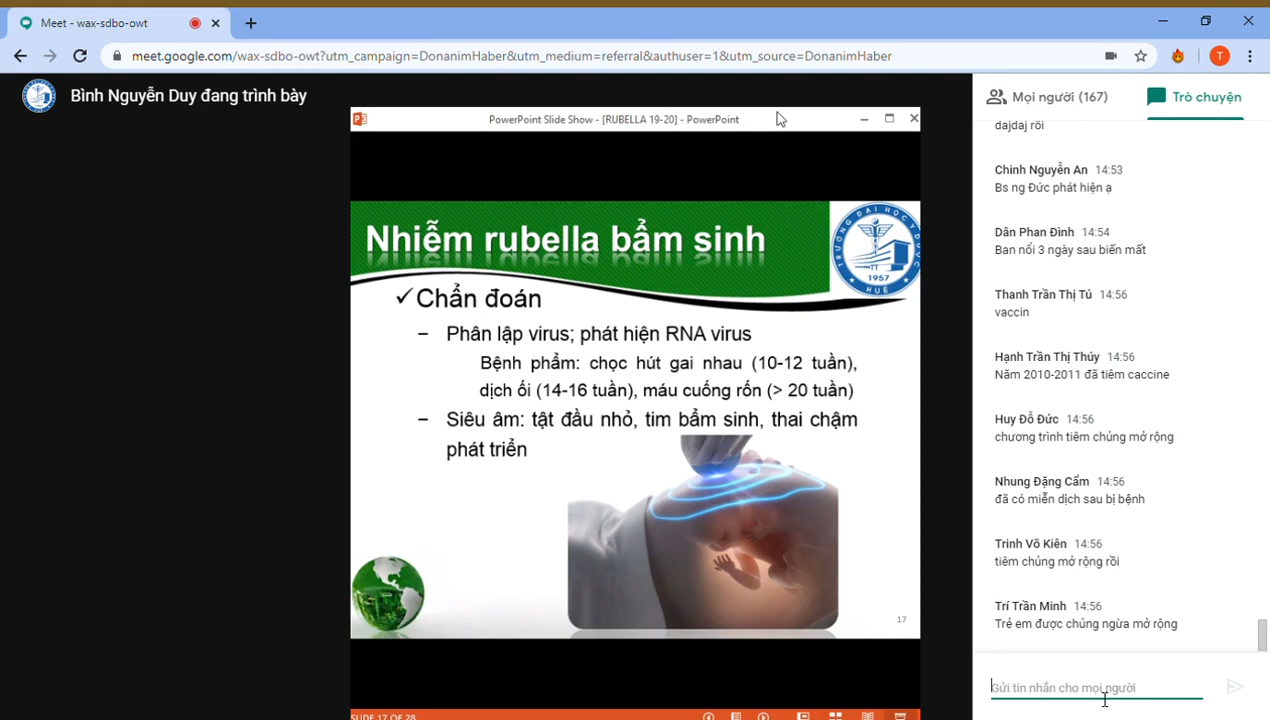 Meet - wax-sdbo-owt
meet.google.com/wax-sdbo-owt?utm_campaign=DonanimHaber&utm_medium=referral&authuser=1&utm_source=DonanimHaber
T
Bình Nguyễn Duy đang trình bày
PowerPoint Slide Show - [RUBELLA 19-20] - PowerPoint
Nhiễm rubella bẩm sinh
TRƯỜNG ĐẠI HỌC Y DƯỢC
1957
HUẾ
✓Chẩn đoán
– Phân lập virus; phát hiện RNA virus
Bệnh phẩm: chọc hút gai nhau (10-12 tuần),
dịch ối (14-16 tuần), máu cuống rốn (> 20 tuần)
– Siêu âm: tật đầu nhỏ, tim bẩm sinh, thai chậm
phát triển
17
SLIDE 17 OF 28
Mọi người (167)
Trò chuyện
dajdaj rồi
Chinh Nguyễn An 14:53
Bs ng Đức phát hiện ạ
Dân Phan Đình 14:54
Ban nổi 3 ngày sau biến mất
Thanh Trần Thị Tú 14:56
vaccin
Hạnh Trần Thị Thúy 14:56
Năm 2010-2011 đã tiêm caccine
Huy Đỗ Đức 14:56
chương trình tiêm chủng mở rộng
Nhung Đặng Cẩm 14:56
đã có miễn dịch sau bị bệnh
Trinh Võ Kiên 14:56
tiêm chủng mở rộng rồi
Trí Trần Minh 14:56
Trẻ em được chủng ngừa mở rộng
Gửi tin nhắn cho mọi người